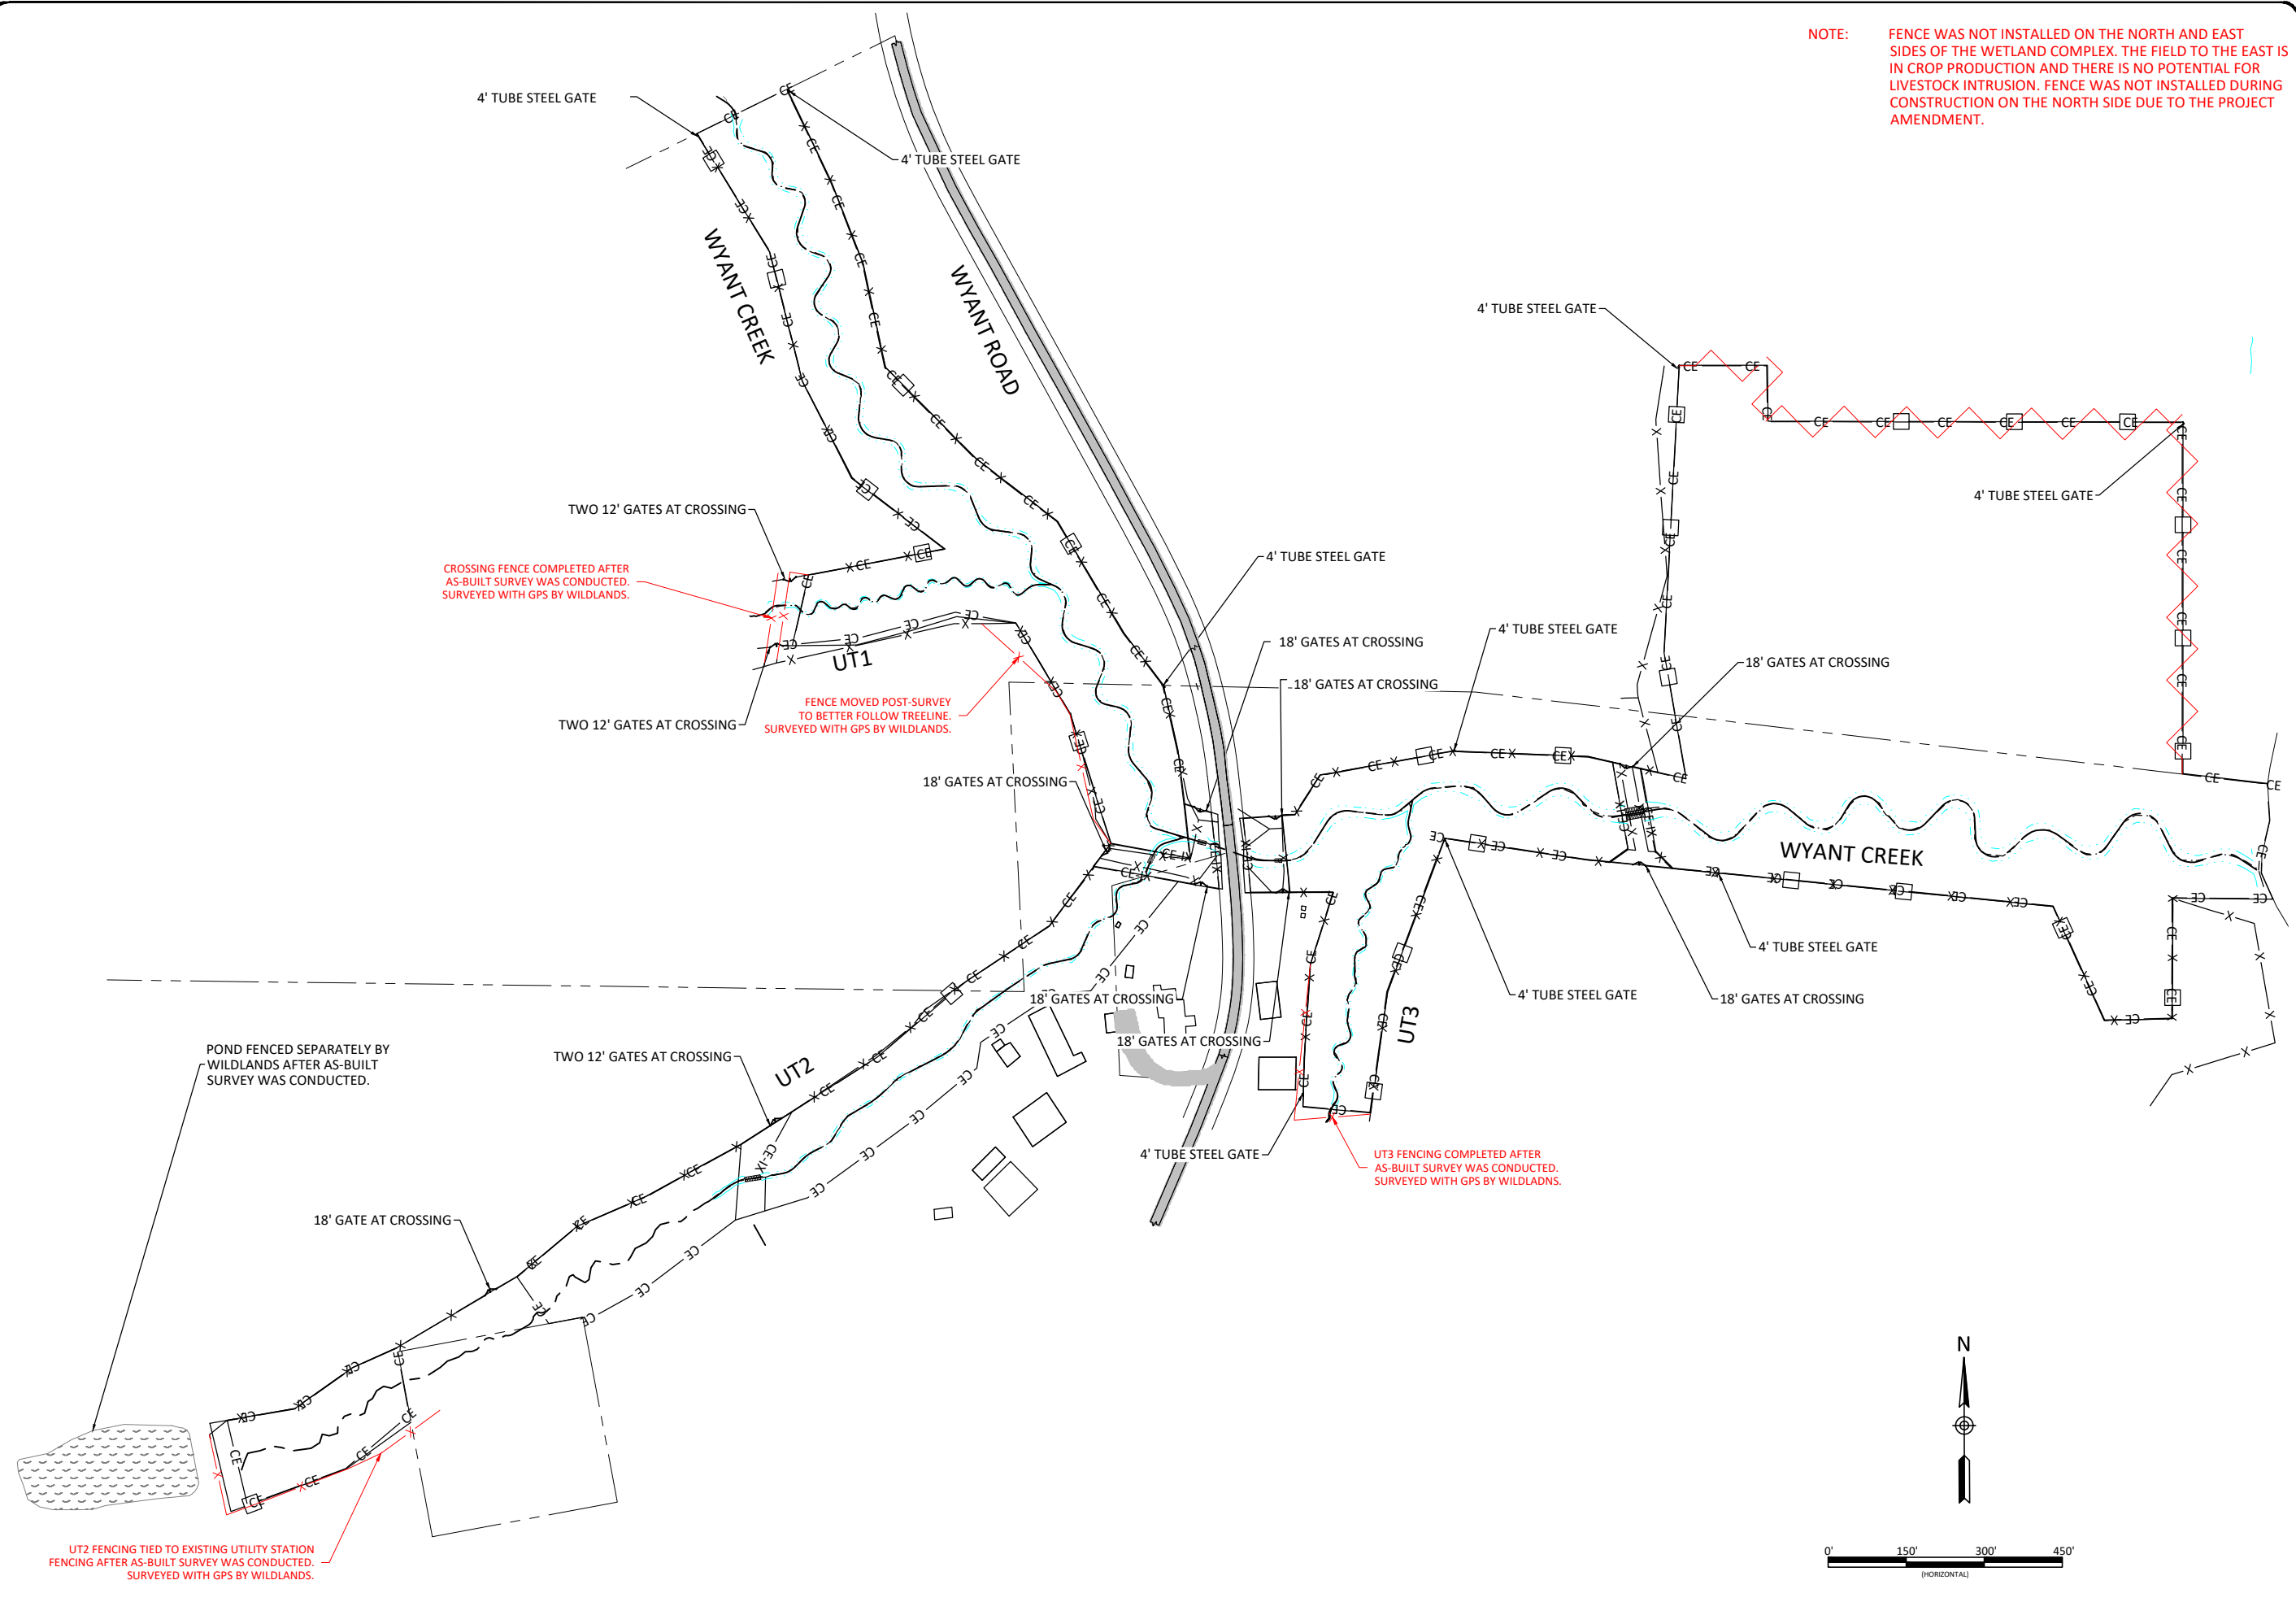 NOTE: FENCE WAS NOT INSTALLED ON THE NORTH AND EAST
SIDES OF THE WETLAND COMPLEX. THE FIELD TO THE EAST IS
IN CROP PRODUCTION AND THERE IS NO POTENTIAL FOR
LIVESTOCK INTRUSION. FENCE WAS NOT INSTALLED DURING
CONSTRUCTION ON THE NORTH SIDE DUE TO THE PROJECT
AMENDMENT.
4' TUBE STEEL GATE
4' TUBE STEEL GATE
WYANT CREEK
WYANT ROAD
4' TUBE STEEL GATE
4' TUBE STEEL GATE
TWO 12' GATES AT CROSSING
CROSSING FENCE COMPLETED AFTER
AS-BUILT SURVEY WAS CONDUCTED.
SURVEYED WITH GPS BY WILDLANDS.
4' TUBE STEEL GATE
18' GATES AT CROSSING
4' TUBE STEEL GATE
18' GATES AT CROSSING
18' GATES AT CROSSING
UT1
FENCE MOVED POST-SURVEY
TO BETTER FOLLOW TREELINE.
SURVEYED WITH GPS BY WILDLANDS.
TWO 12' GATES AT CROSSING
18' GATES AT CROSSING
WYANT CREEK
4' TUBE STEEL GATE
18' GATES AT CROSSING
4' TUBE STEEL GATE
18' GATES AT CROSSING
UT3
18' GATES AT CROSSING
POND FENCED SEPARATELY BY
WILDLANDS AFTER AS-BUILT
SURVEY WAS CONDUCTED.
TWO 12' GATES AT CROSSING
UT2
4' TUBE STEEL GATE
UT3 FENCING COMPLETED AFTER
AS-BUILT SURVEY WAS CONDUCTED.
SURVEYED WITH GPS BY WILDLADNS.
18' GATE AT CROSSING
N
UT2 FENCING TIED TO EXISTING UTILITY STATION
FENCING AFTER AS-BUILT SURVEY WAS CONDUCTED.
SURVEYED WITH GPS BY WILDLANDS.
0' 150' 300' 450'
(HORIZONTAL)